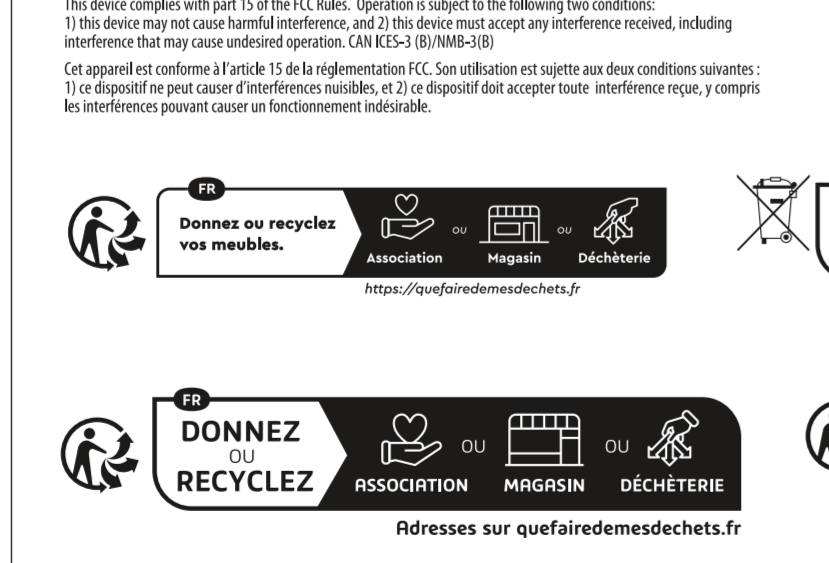 This device complies with part 15 of the FCC Rules. Operation is subject to the following two conditions:
1) this device may not cause harmful interference, and 2) this device must accept any interference received, including
interference that may cause undesired operation. CAN ICES-3 (B)/NMB-3(B)
Cet appareil est conforme à l'article 15 de la réglementation FCC. Son utilisation est sujette aux deux conditions suivantes :
1) ce dispositif ne peut causer d'interférences nuisibles, et 2) ce dispositif doit accepter toute interférence reçue, y compris
les interférences pouvant causer un fonctionnement indésirable.
FR
Donnez ou recyclez
vos meubles.
Association ou Magasin ou Déchèterie
https://quefairedemesdechets.fr
FR
DONNEZ
OU
RECYCLEZ
ASSOCIATION OU MAGASIN OU DÉCHÈTERIE
Adresses sur quefairedemesdechets.fr